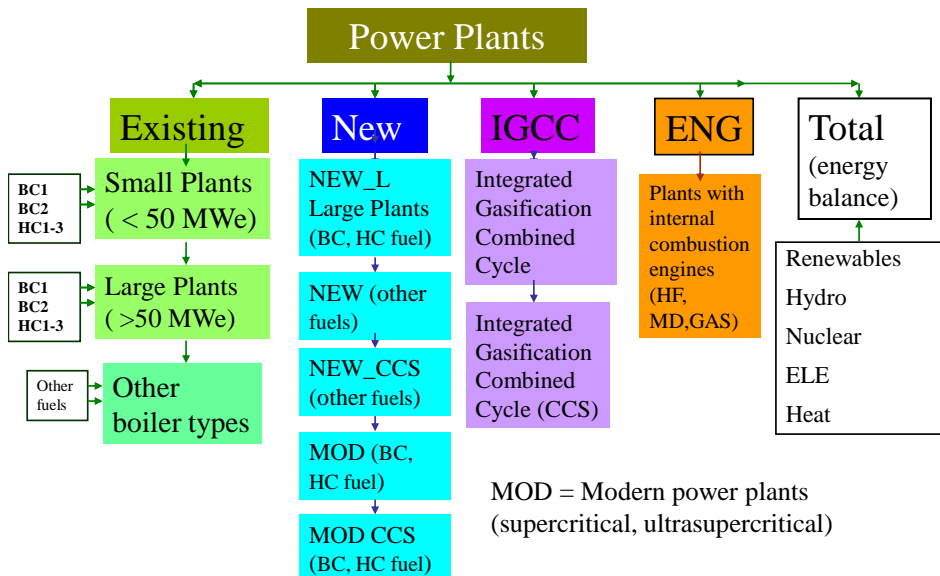 Power Plants
Existing
BC1
BC2
HC1-3
Small Plants
( < 50 MWe)
BC1
BC2
HC1-3
Large Plants
( >50 MWe)
Other
fuels
Other
boiler types
New
NEW_L
Large Plants
(BC, HC fuel)
NEW (other
fuels)
NEW_CCS
(other fuels)
MOD (BC,
HC fuel)
MOD CCS
(BC, HC fuel)
IGCC
Integrated
Gasification
Combined
Cycle
Integrated
Gasification
Combined
Cycle (CCS)
ENG
Plants with
internal
combustion
engines
(HF,
MD,GAS)
Total
(energy
balance)
Renewables
Hydro
Nuclear
ELE
Heat
MOD = Modern power plants
(supercritical, ultrasupercritical)